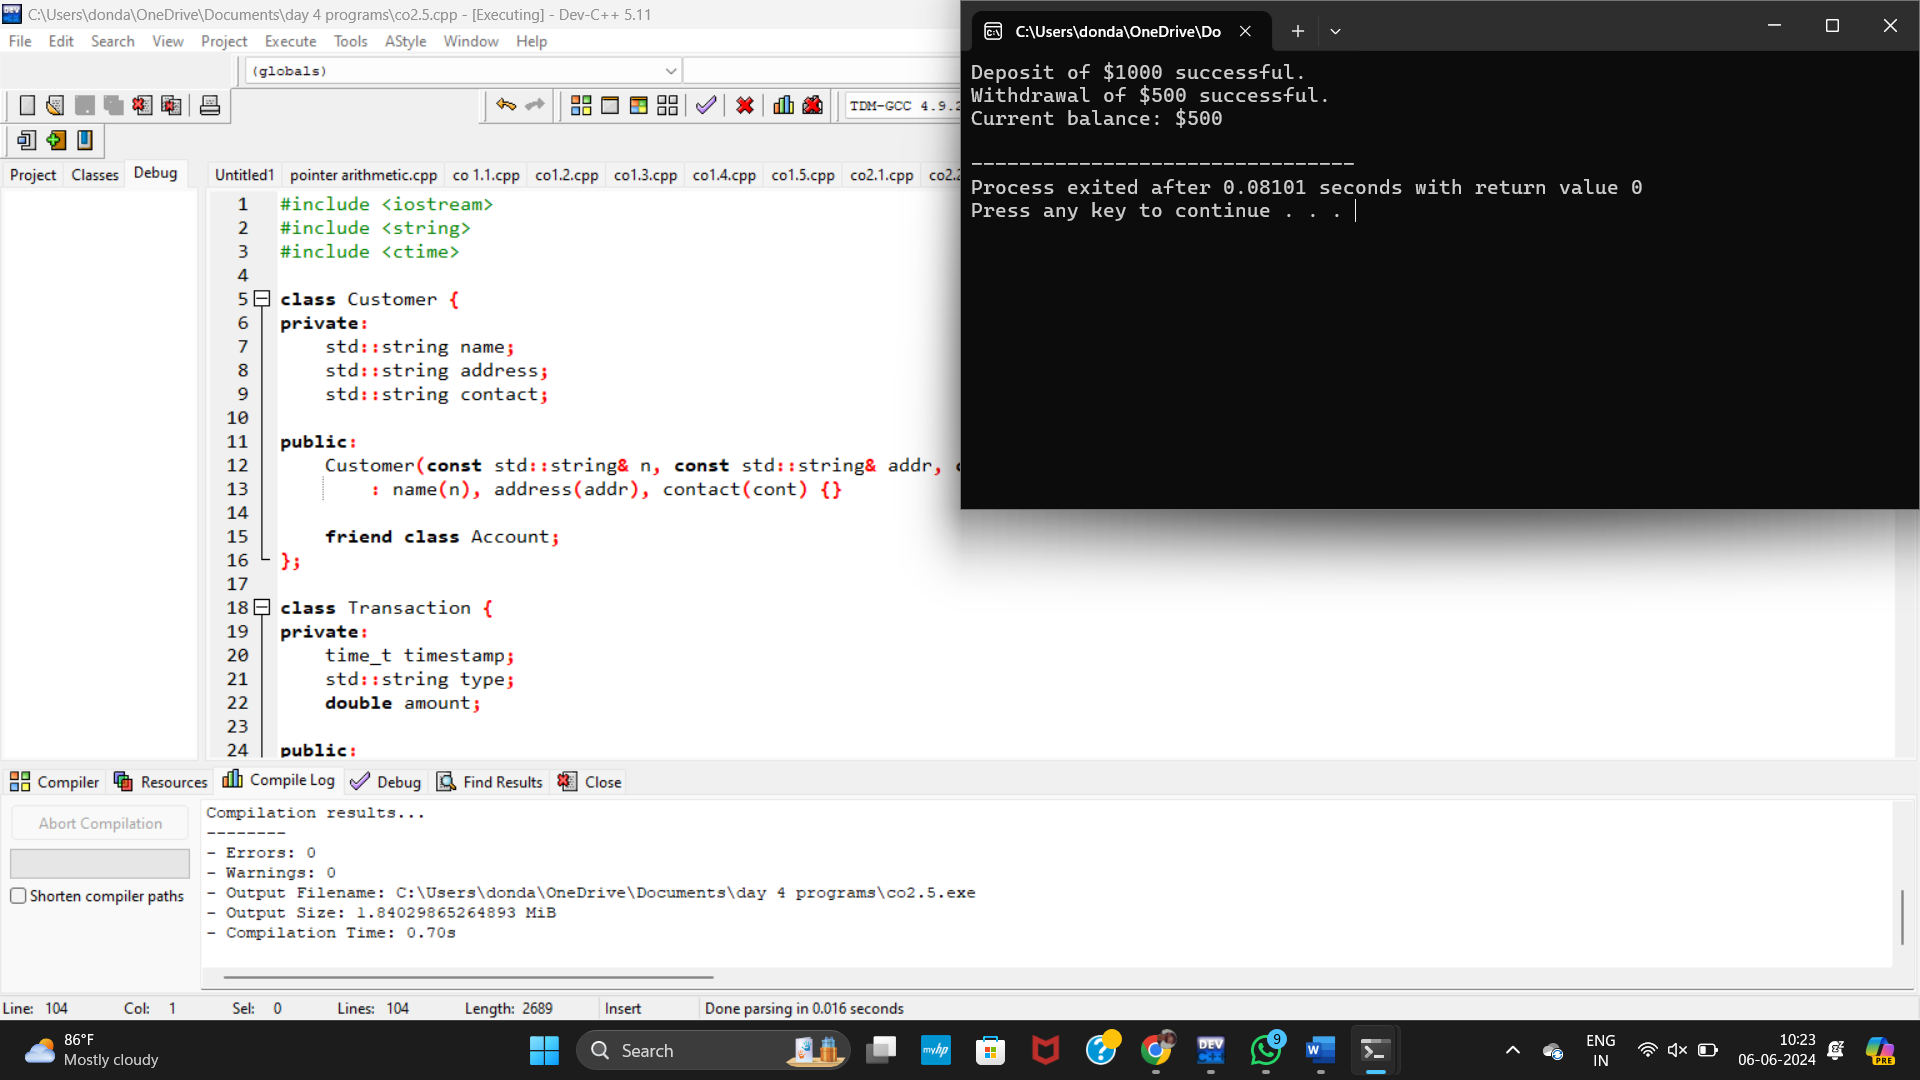 C:\Users\donda\OneDrive\Documents\day 4 programs\co2.5.cpp - [Executing] - Dev-C++ 5.11
File Edit Search View Project Execute Tools AStyle Window Help
(globals)
TDM-GCC 4.9.2
Project Classes Debug
Untitled1 pointer arithmetic.cpp co 1.1.cpp co1.2.cpp co1.3.cpp co1.4.cpp co1.5.cpp co2.1.cpp co2.2
1 #include <iostream>
2 #include <string>
3 #include <ctime>
4
5 class Customer {
6 private:
7 std::string name;
8 std::string address;
9 std::string contact;
10
11 public:
12 Customer(const std::string& n, const std::string& addr,
13 : name(n), address(addr), contact(cont) {}
14
15 friend class Account;
16 };
17
18 class Transaction {
19 private:
20 time_t timestamp;
21 std::string type;
22 double amount;
23
24 public:
C:\Users\donda\OneDrive\Do
Deposit of $1000 successful.
Withdrawal of $500 successful.
Current balance: $500
--------------------------------
Process exited after 0.08101 seconds with return value 0
Press any key to continue . . .
Compiler Resources Compile Log Debug Find Results Close
Abort Compilation
Shorten compiler paths
Compilation results...
--------
- Errors: 0
- Warnings: 0
- Output Filename: C:\Users\donda\OneDrive\Documents\day 4 programs\co2.5.exe
- Output Size: 1.84029865264893 MiB
- Compilation Time: 0.70s
Line: 104 Col: 1 Sel: 0 Lines: 104 Length: 2689 Insert Done parsing in 0.016 seconds
86°F
Mostly cloudy
Search
myhp
DEV
9
W
ENG
IN
10:23
06-06-2024
PRE